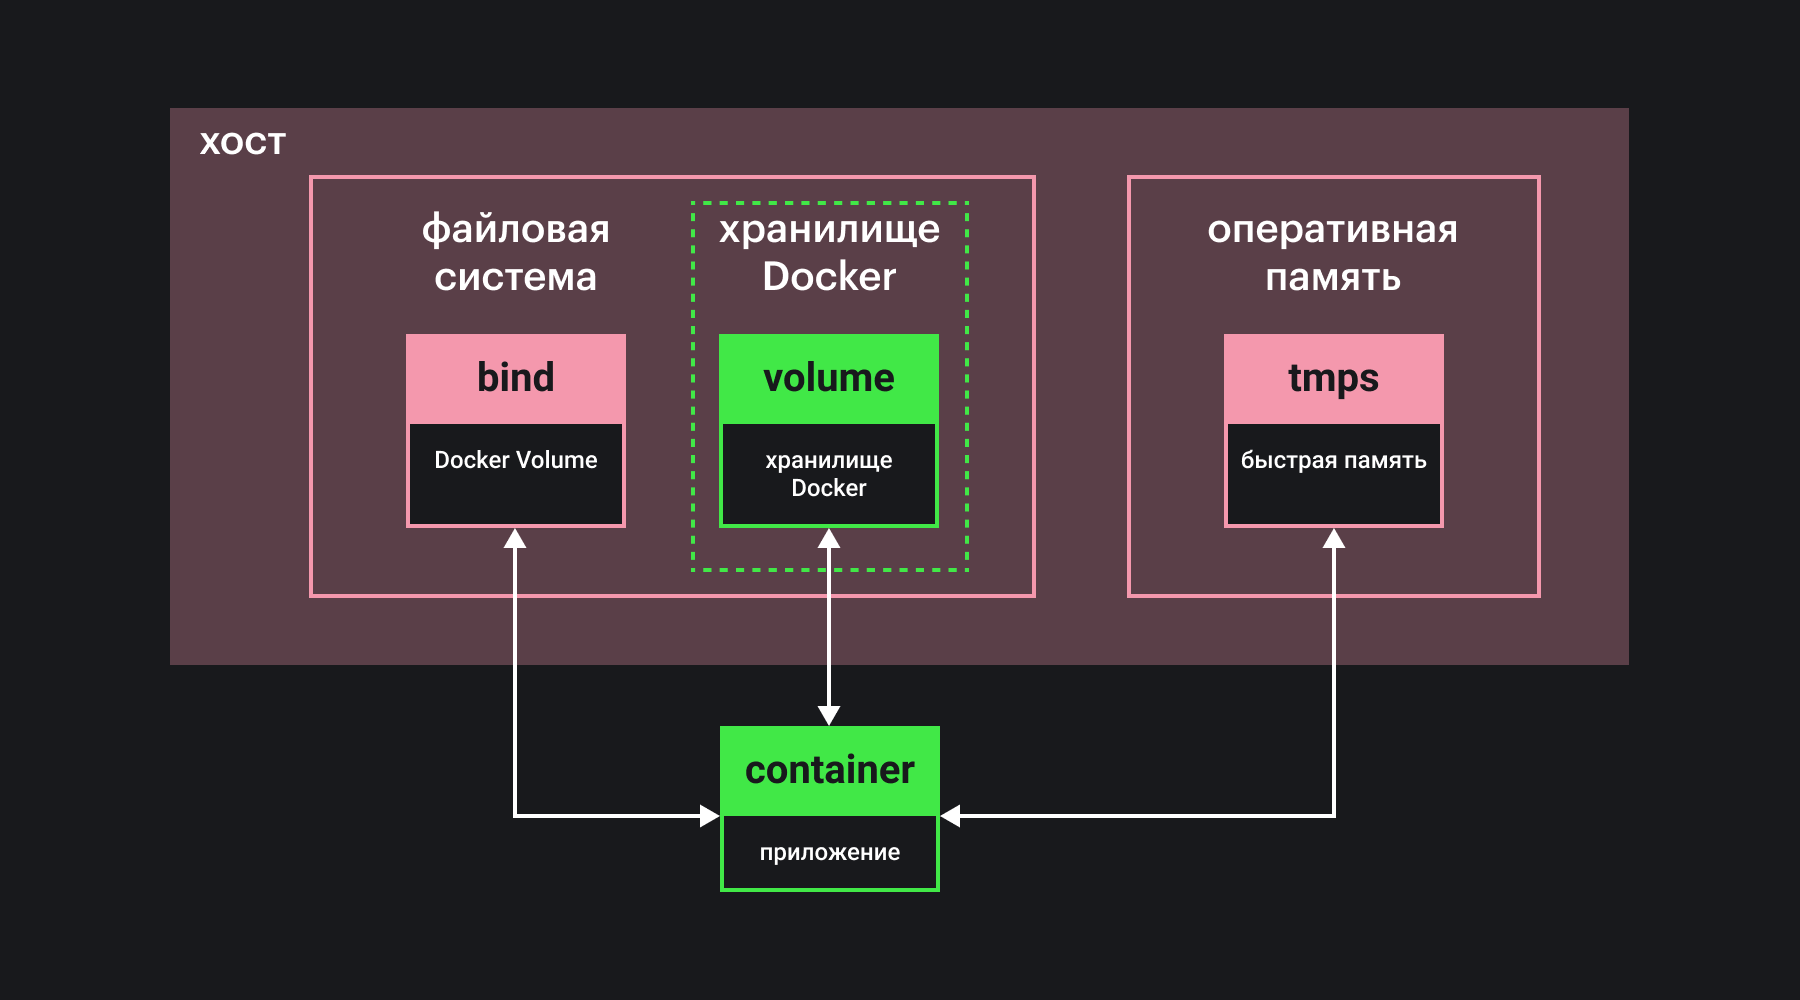 хост
файловая
система
bind
Docker Volume
хранилище
Docker
volume
хранилище
Docker
оперативная
память
tmps
быстрая память
container
приложение